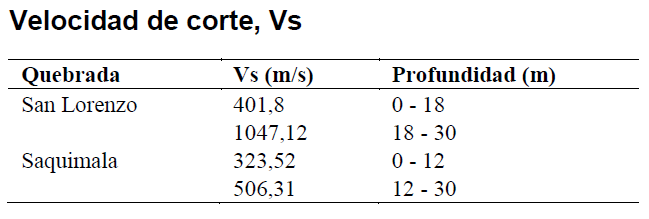 Velocidad de corte, Vs
Quebrada Vs (m/s) Profundidad (m)
San Lorenzo 401,8 0 - 18
1047,12 18 - 30
Saquimala 323,52 0 - 12
506,31 12 - 30